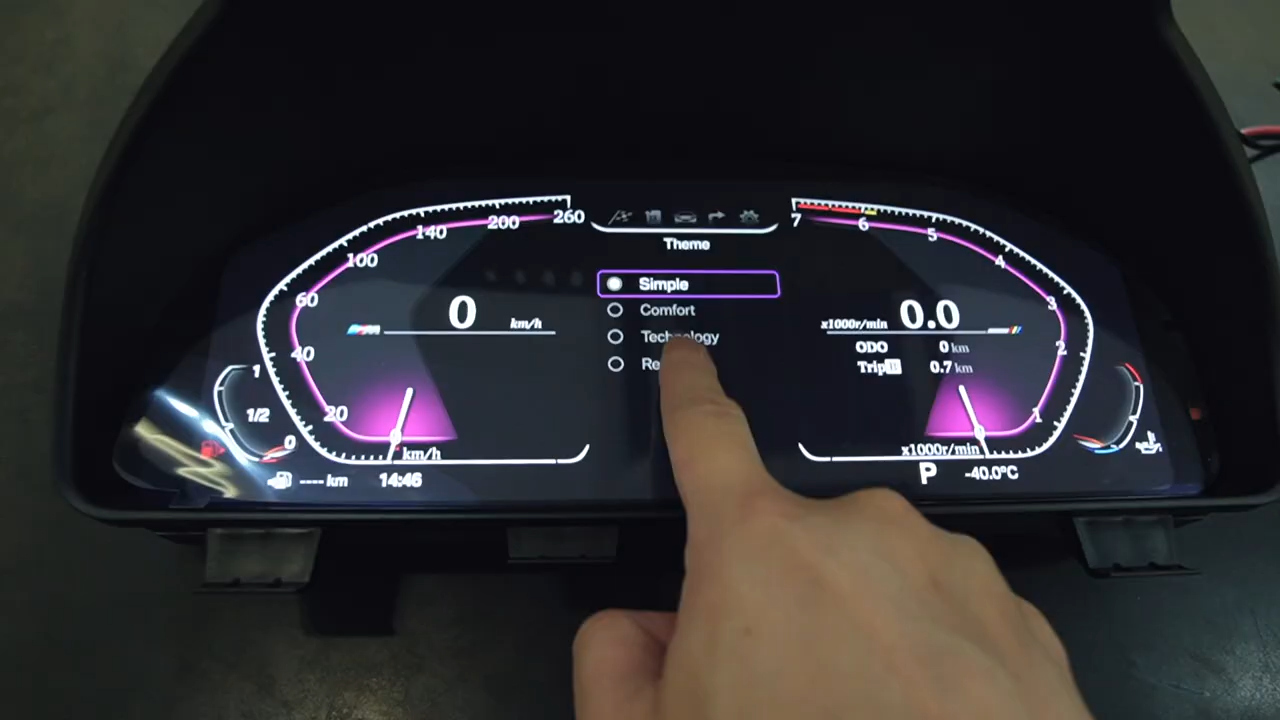 260
200
140
100
60
40
20
0
km/h
0
km/h
1
1/2
0
---- km
14:46
Theme
Simple
Comfort
Technology
7
6
5
4
3
2
1
0
x1000r/min
0.0
x1000r/min
ODO 0 km
Trip 0.7 km
P -40.0°C